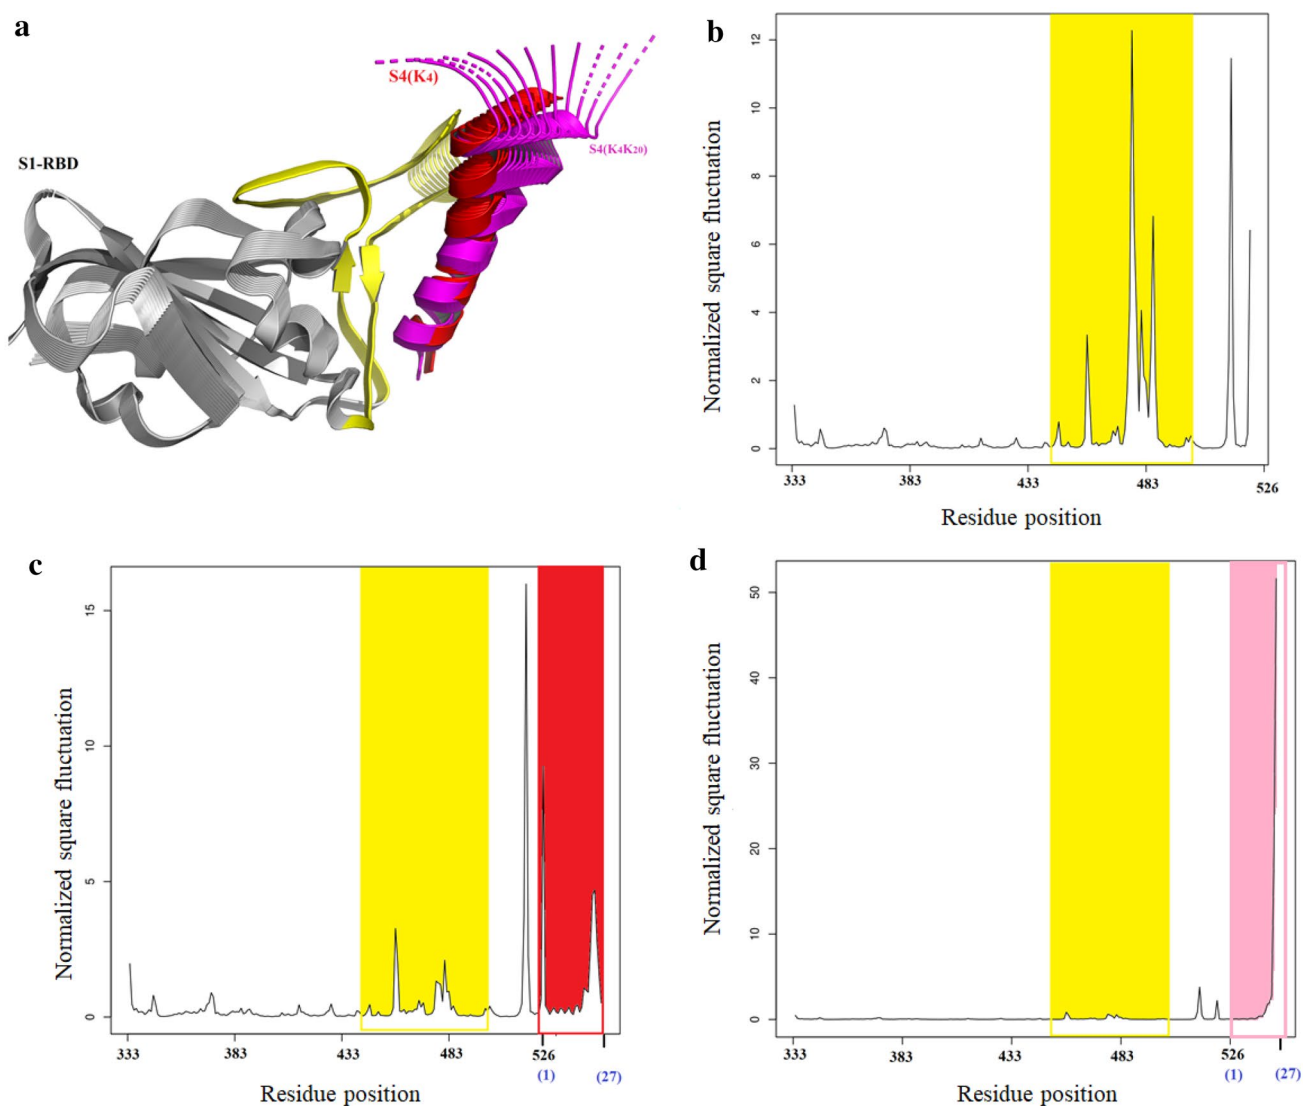 a
S4(K4)
S4(K4K20)
S1-RBD
b
Normalized square fluctuation
12
10
8
6
4
2
0
333 383 433 483 526
Residue position
c
Normalized square fluctuation
15
10
5
0
333 383 433 483 526
(1) (27)
Residue position
d
Normalized square fluctuation
50
40
30
20
10
0
333 383 433 483 526
(1) (27)
Residue position